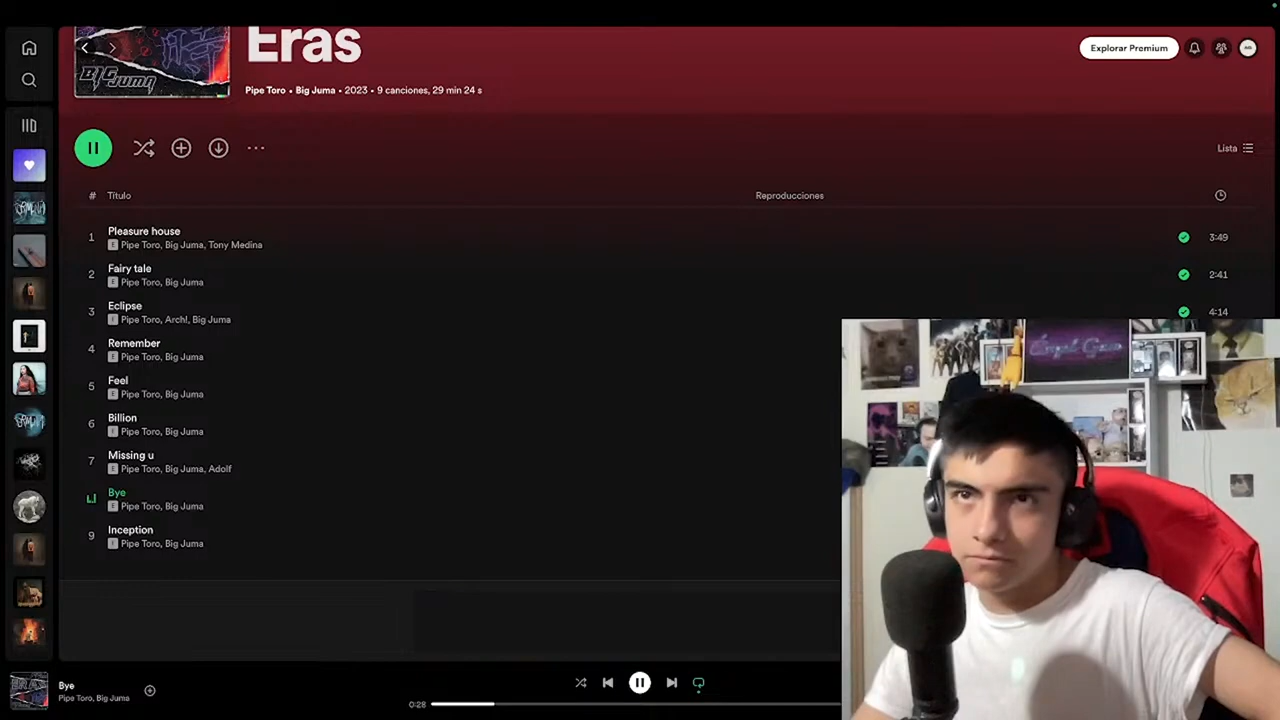 Eras
BIG JUMA
Explorar Premium
Pipe Toro • Big Juma • 2023 • 9 canciones, 29 min 24 s
Lista
# Título Reproducciones
1 Pleasure house 3:49
E Pipe Toro, Big Juma, Tony Medina
2 Fairy tale 2:41
E Pipe Toro, Big Juma
3 Eclipse 4:14
E Pipe Toro, Arch!, Big Juma
4 Remember
E Pipe Toro, Big Juma
5 Feel
E Pipe Toro, Big Juma
6 Billion
E Pipe Toro, Big Juma
7 Missing u
E Pipe Toro, Big Juma, Adolf
Bye
E Pipe Toro, Big Juma
9 Inception
E Pipe Toro, Big Juma
ERAS
Bye
Pipe Toro, Big Juma
0:28